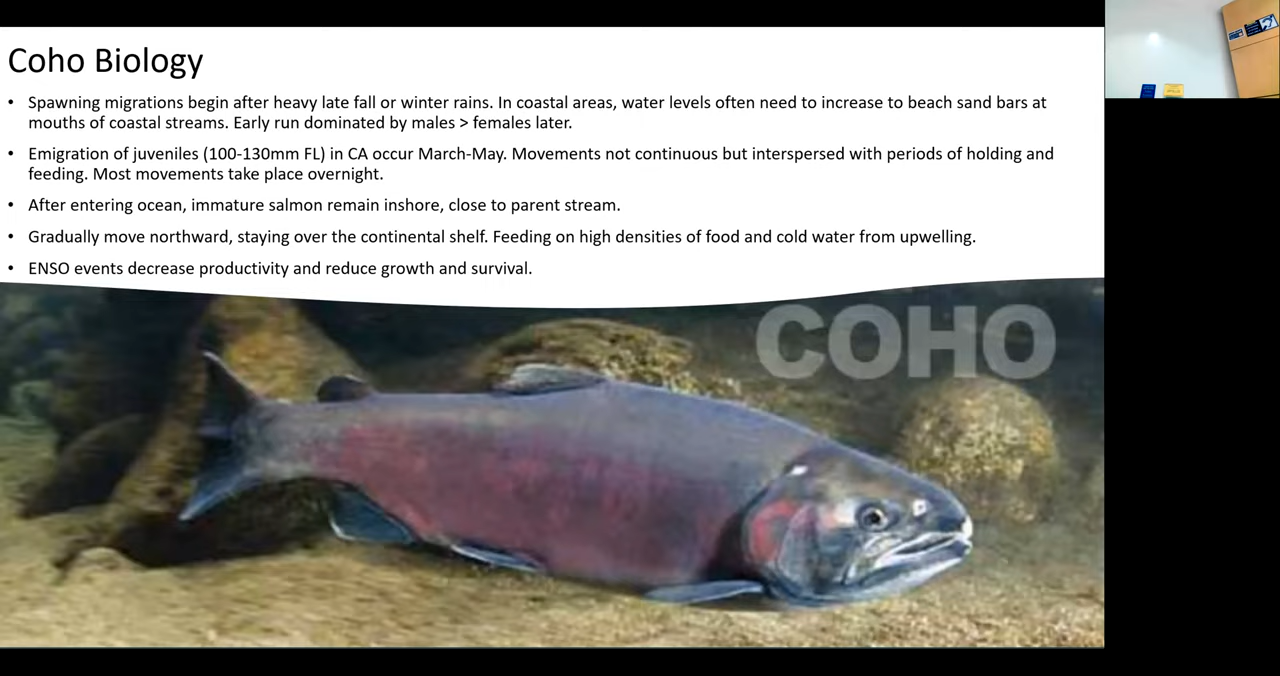 Coho Biology
• Spawning migrations begin after heavy late fall or winter rains. In coastal areas, water levels often need to increase to beach sand bars at
mouths of coastal streams. Early run dominated by males > females later.
• Emigration of juveniles (100-130mm FL) in CA occur March-May. Movements not continuous but interspersed with periods of holding and
feeding. Most movements take place overnight.
• After entering ocean, immature salmon remain inshore, close to parent stream.
• Gradually move northward, staying over the continental shelf. Feeding on high densities of food and cold water from upwelling.
• ENSO events decrease productivity and reduce growth and survival.
COHO